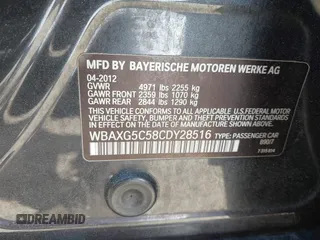 MFD BY BAYERISCHE MOTOREN WERKE AG
04-2012
GVWR 4971 lbs 2255 kg
GAWR FRONT 2359 lbs 1070 kg
GAWR REAR 2844 lbs 1290 kg
THIS VEHICLE CONFORMS TO ALL APPLICABLE FEDERAL MOTOR
VEHICLE SAFETY, BUMPER AND THEFT PREVENTION STANDARDS
IN EFFECT ON THE DATE OF MANUFACTURE SHOWN ABOVE
WBAXG5C58CDY28516 TYPE: PASSENGER CAR
DREAMBID